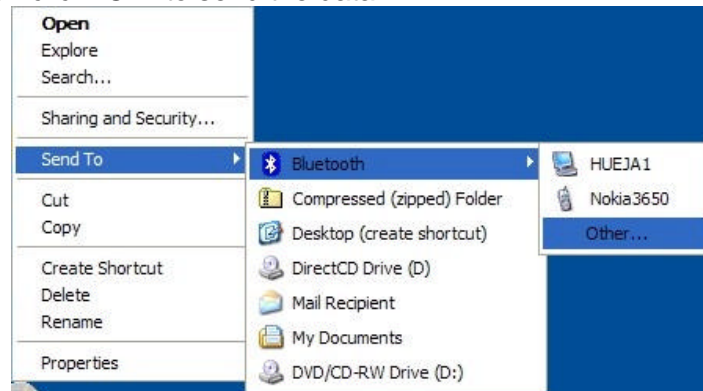 Open
Explore
Search...
Sharing and Security...
Send To
Cut
Copy
Create Shortcut
Delete
Rename
Properties
Bluetooth
Compressed (zipped) Folder
Desktop (create shortcut)
DirectCD Drive (D)
Mail Recipient
My Documents
DVD/CD-RW Drive (D:)
HUEJA1
Nokia3650
Other...